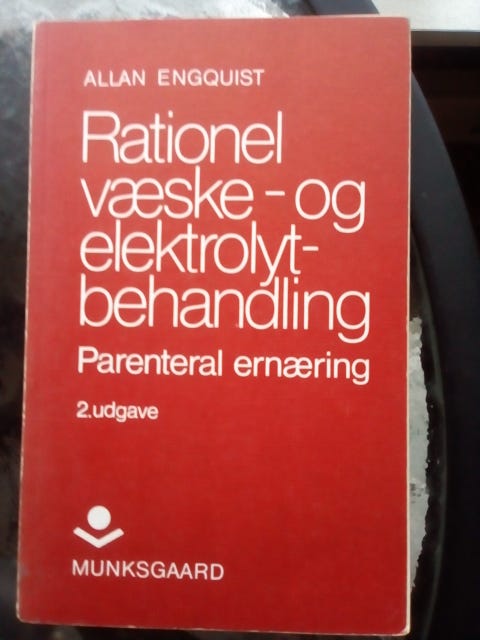 ALLAN ENGQUIST
Rationel
væske-og
elektrolyt-
behandling
Parenteral ernæring
2.udgave
MUNKSGAARD